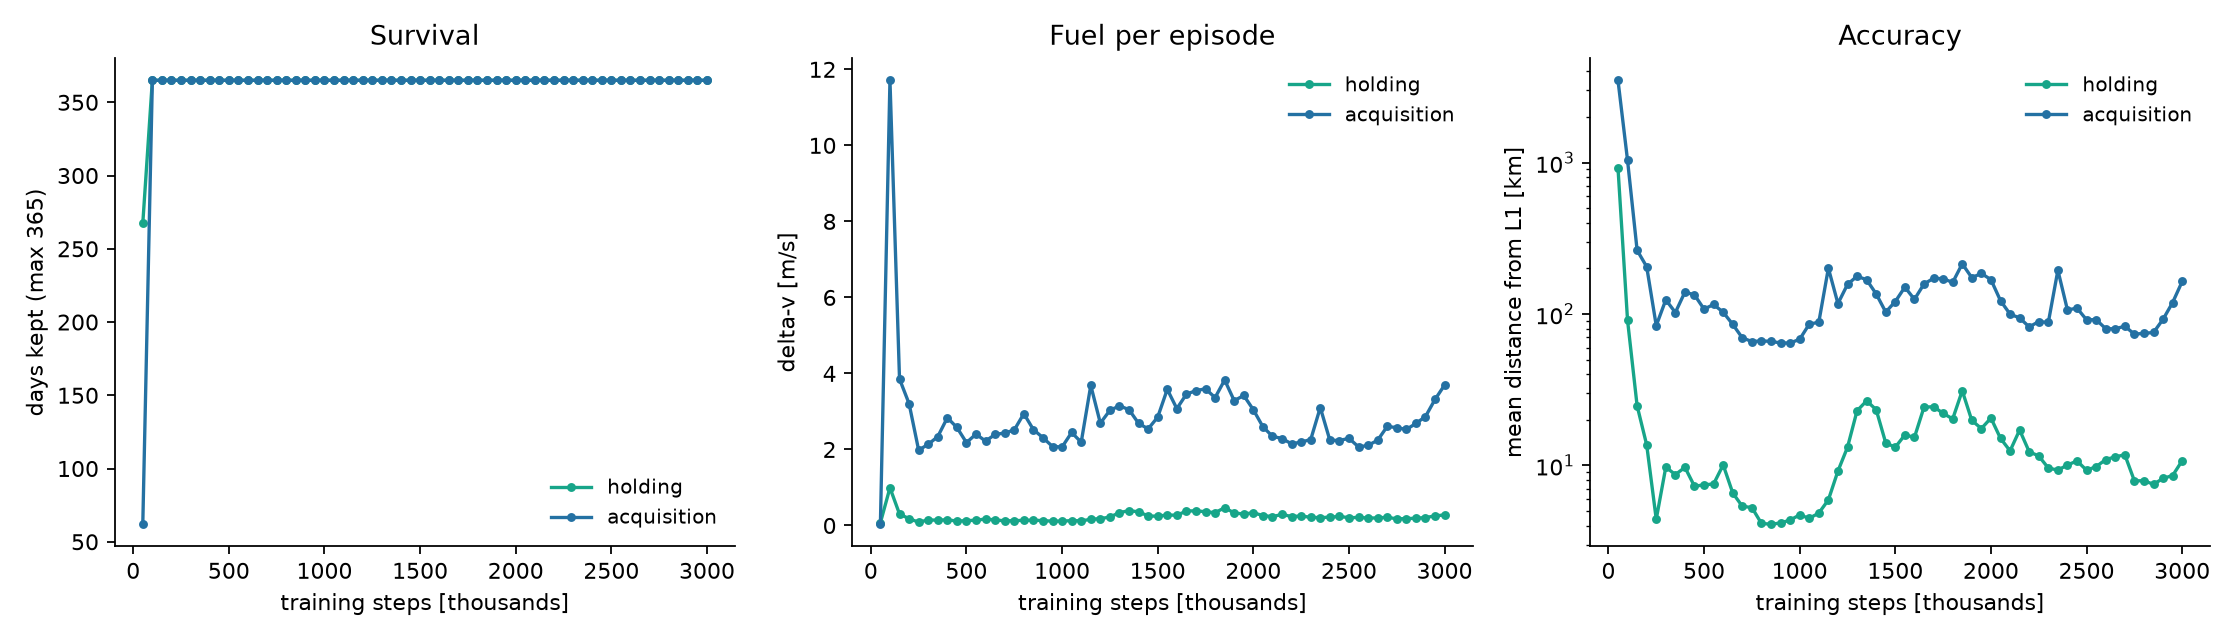 Survival
days kept (max 365)
350
300
250
200
150
100
50
holding
acquisition
0 500 1000 1500 2000 2500 3000
training steps [thousands]
Fuel per episode
delta-v [m/s]
12
10
8
6
4
2
0
holding
acquisition
0 500 1000 1500 2000 2500 3000
training steps [thousands]
Accuracy
mean distance from L1 [km]
10³
10²
10¹
holding
acquisition
0 500 1000 1500 2000 2500 3000
training steps [thousands]